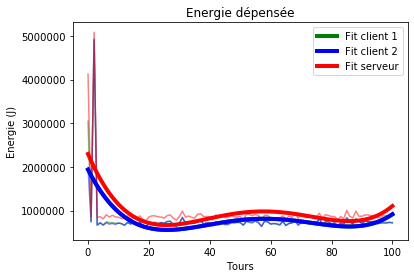 Energie dépensée
Fit client 1
Fit client 2
Fit serveur
Energie (J)
5000000
4000000
3000000
2000000
1000000
0
20
40
60
80
100
Tours